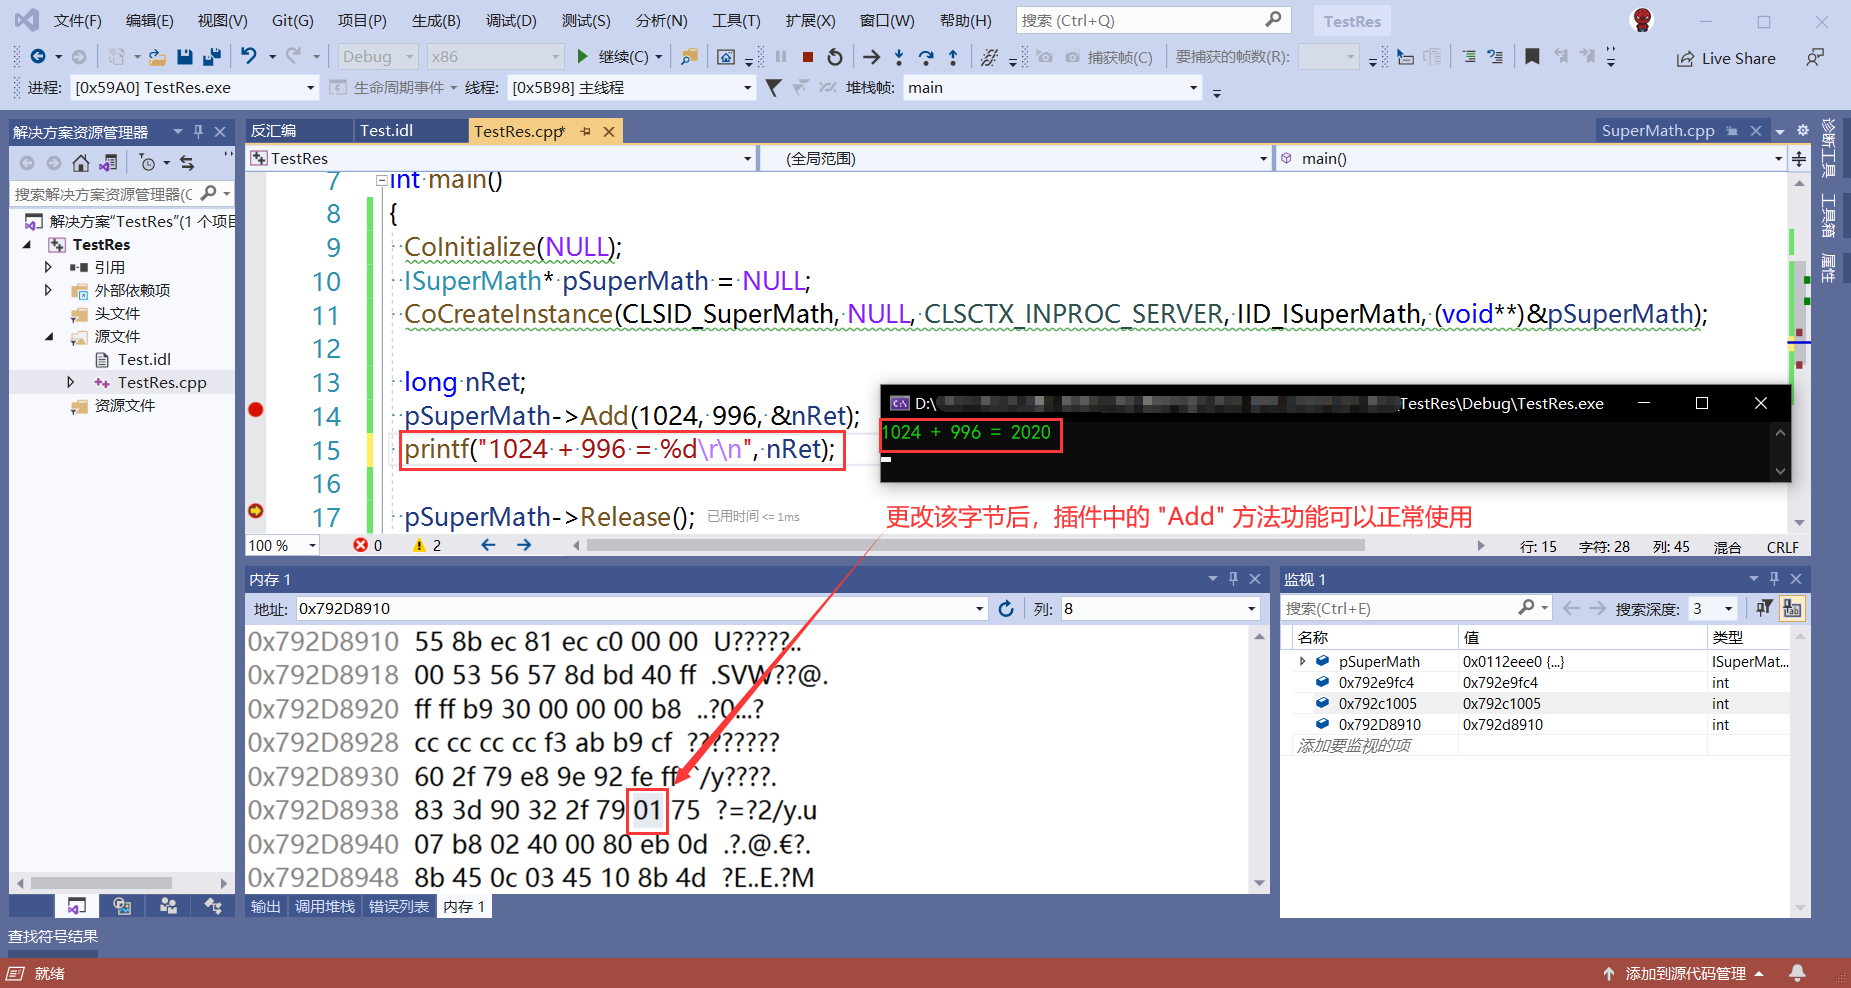 文件(F) 编辑(E) 视图(V) Git(G) 项目(P) 生成(B) 调试(D) 测试(S) 分析(N) 工具(T) 扩展(X) 窗口(W) 帮助(H) 搜索 (Ctrl+Q) TestRes
Debug x86 继续(C) 捕获帧(C) 要捕获的帧数(R): Live Share
进程: [0x59A0] TestRes.exe 生命周期事件 线程: [0x5B98] 主线程 堆栈帧: main
解决方案资源管理器
搜索解决方案资源管理器(C
解决方案"TestRes"(1 个项目
TestRes
引用
外部依赖项
头文件
源文件
Test.idl
TestRes.cpp
资源文件
反汇编 Test.idl TestRes.cpp* SuperMath.cpp
TestRes (全局范围) main()
7 int main()
8 {
9 CoInitialize(NULL);
10 ISuperMath* pSuperMath = NULL;
11 CoCreateInstance(CLSID_SuperMath, NULL, CLSCTX_INPROC_SERVER, IID_ISuperMath, (void**)&pSuperMath);
12
13 long nRet;
14 pSuperMath->Add(1024, 996, &nRet);
15 printf("1024 + 996 = %d\r\n", nRet);
16
17 pSuperMath->Release(); 已用时间 <= 1ms
D:\ TestRes\Debug\TestRes.exe
1024 + 996 = 2020
更改该字节后，插件中的 "Add" 方法功能可以正常使用
100 % 0 2 行: 15 字符: 28 列: 45 混合 CRLF
内存 1
地址: 0x792D8910 列: 8
0x792D8910 55 8b ec 81 ec c0 00 00 U?????..
0x792D8918 00 53 56 57 8d bd 40 ff .SVW??@.
0x792D8920 ff ff b9 30 00 00 00 b8 ..?0...?
0x792D8928 cc cc cc cc f3 ab b9 cf ????????
0x792D8930 60 2f 79 e8 9e 92 fe ff `/y????.
0x792D8938 83 3d 90 32 2f 79 01 75 ?=?2/y.u
0x792D8940 07 b8 02 40 00 80 eb 0d .?.@.€?.
0x792D8948 8b 45 0c 03 45 10 8b 4d ?E..E.?M
输出 调用堆栈 错误列表 内存 1
监视 1
搜索(Ctrl+E) 搜索深度: 3
名称 值 类型
pSuperMath 0x0112eee0 {...} ISuperMat...
0x792e9fc4 0x792e9fc4 int
0x792c1005 0x792c1005 int
0x792D8910 0x792d8910 int
添加要监视的项
诊断工具
工具箱
属性
查找符号结果
就绪 添加到源代码管理